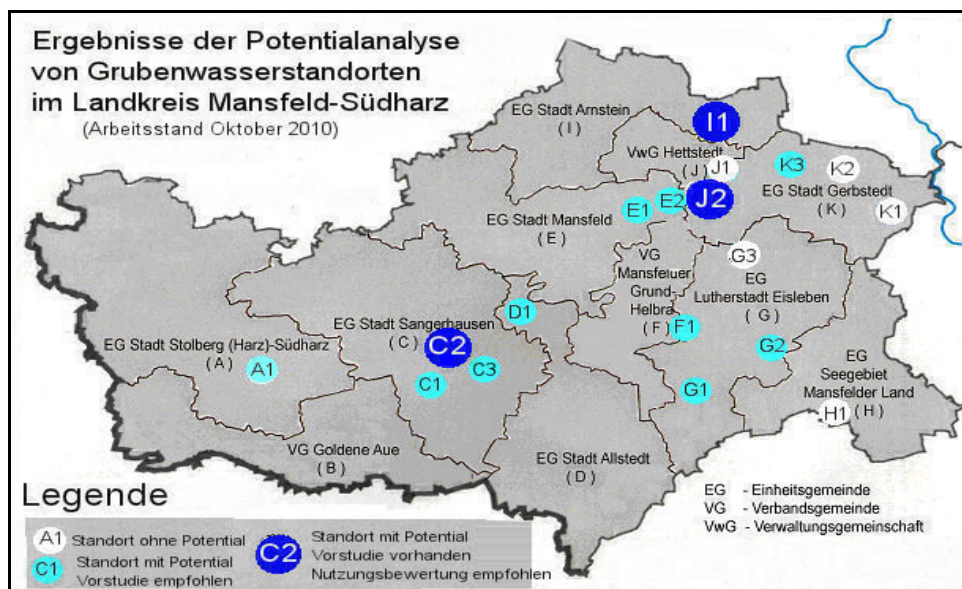 Ergebnisse der Potentialanalyse
von Grubenwasserstandorten
im Landkreis Mansfeld-Südharz
(Arbeitsstand Oktober 2010)
EG Stadt Arnstein
( I )
I1
VwG Hettstedt
( J )
J1
J2
K3
K2
EG Stadt Gerbstedt
( K )
K1
E1
E2
EG Stadt Mansfeld
( E )
G3
VG
Mansfelder
Grund-
Helbra
( F )
F1
EG
Lutherstadt Eisleben
( G )
G2
G1
D1
EG Stadt Sangerhausen
( C )
C2
C1
C3
EG Stadt Stolberg (Harz)-Südharz
( A )
A1
EG
Seegebiet
Mansfelder Land
( H )
H1
VG Goldene Aue
( B )
EG Stadt Allstedt
( D )
EG - Einheitsgemeinde
VG - Verbandsgemeinde
VwG - Verwaltungsgemeinschaft
Legende
A1 Standort ohne Potential
C1 Standort mit Potential
Vorstudie empfohlen
C2 Standort mit Potential
Vorstudie vorhanden
Nutzungsbewertung empfohlen